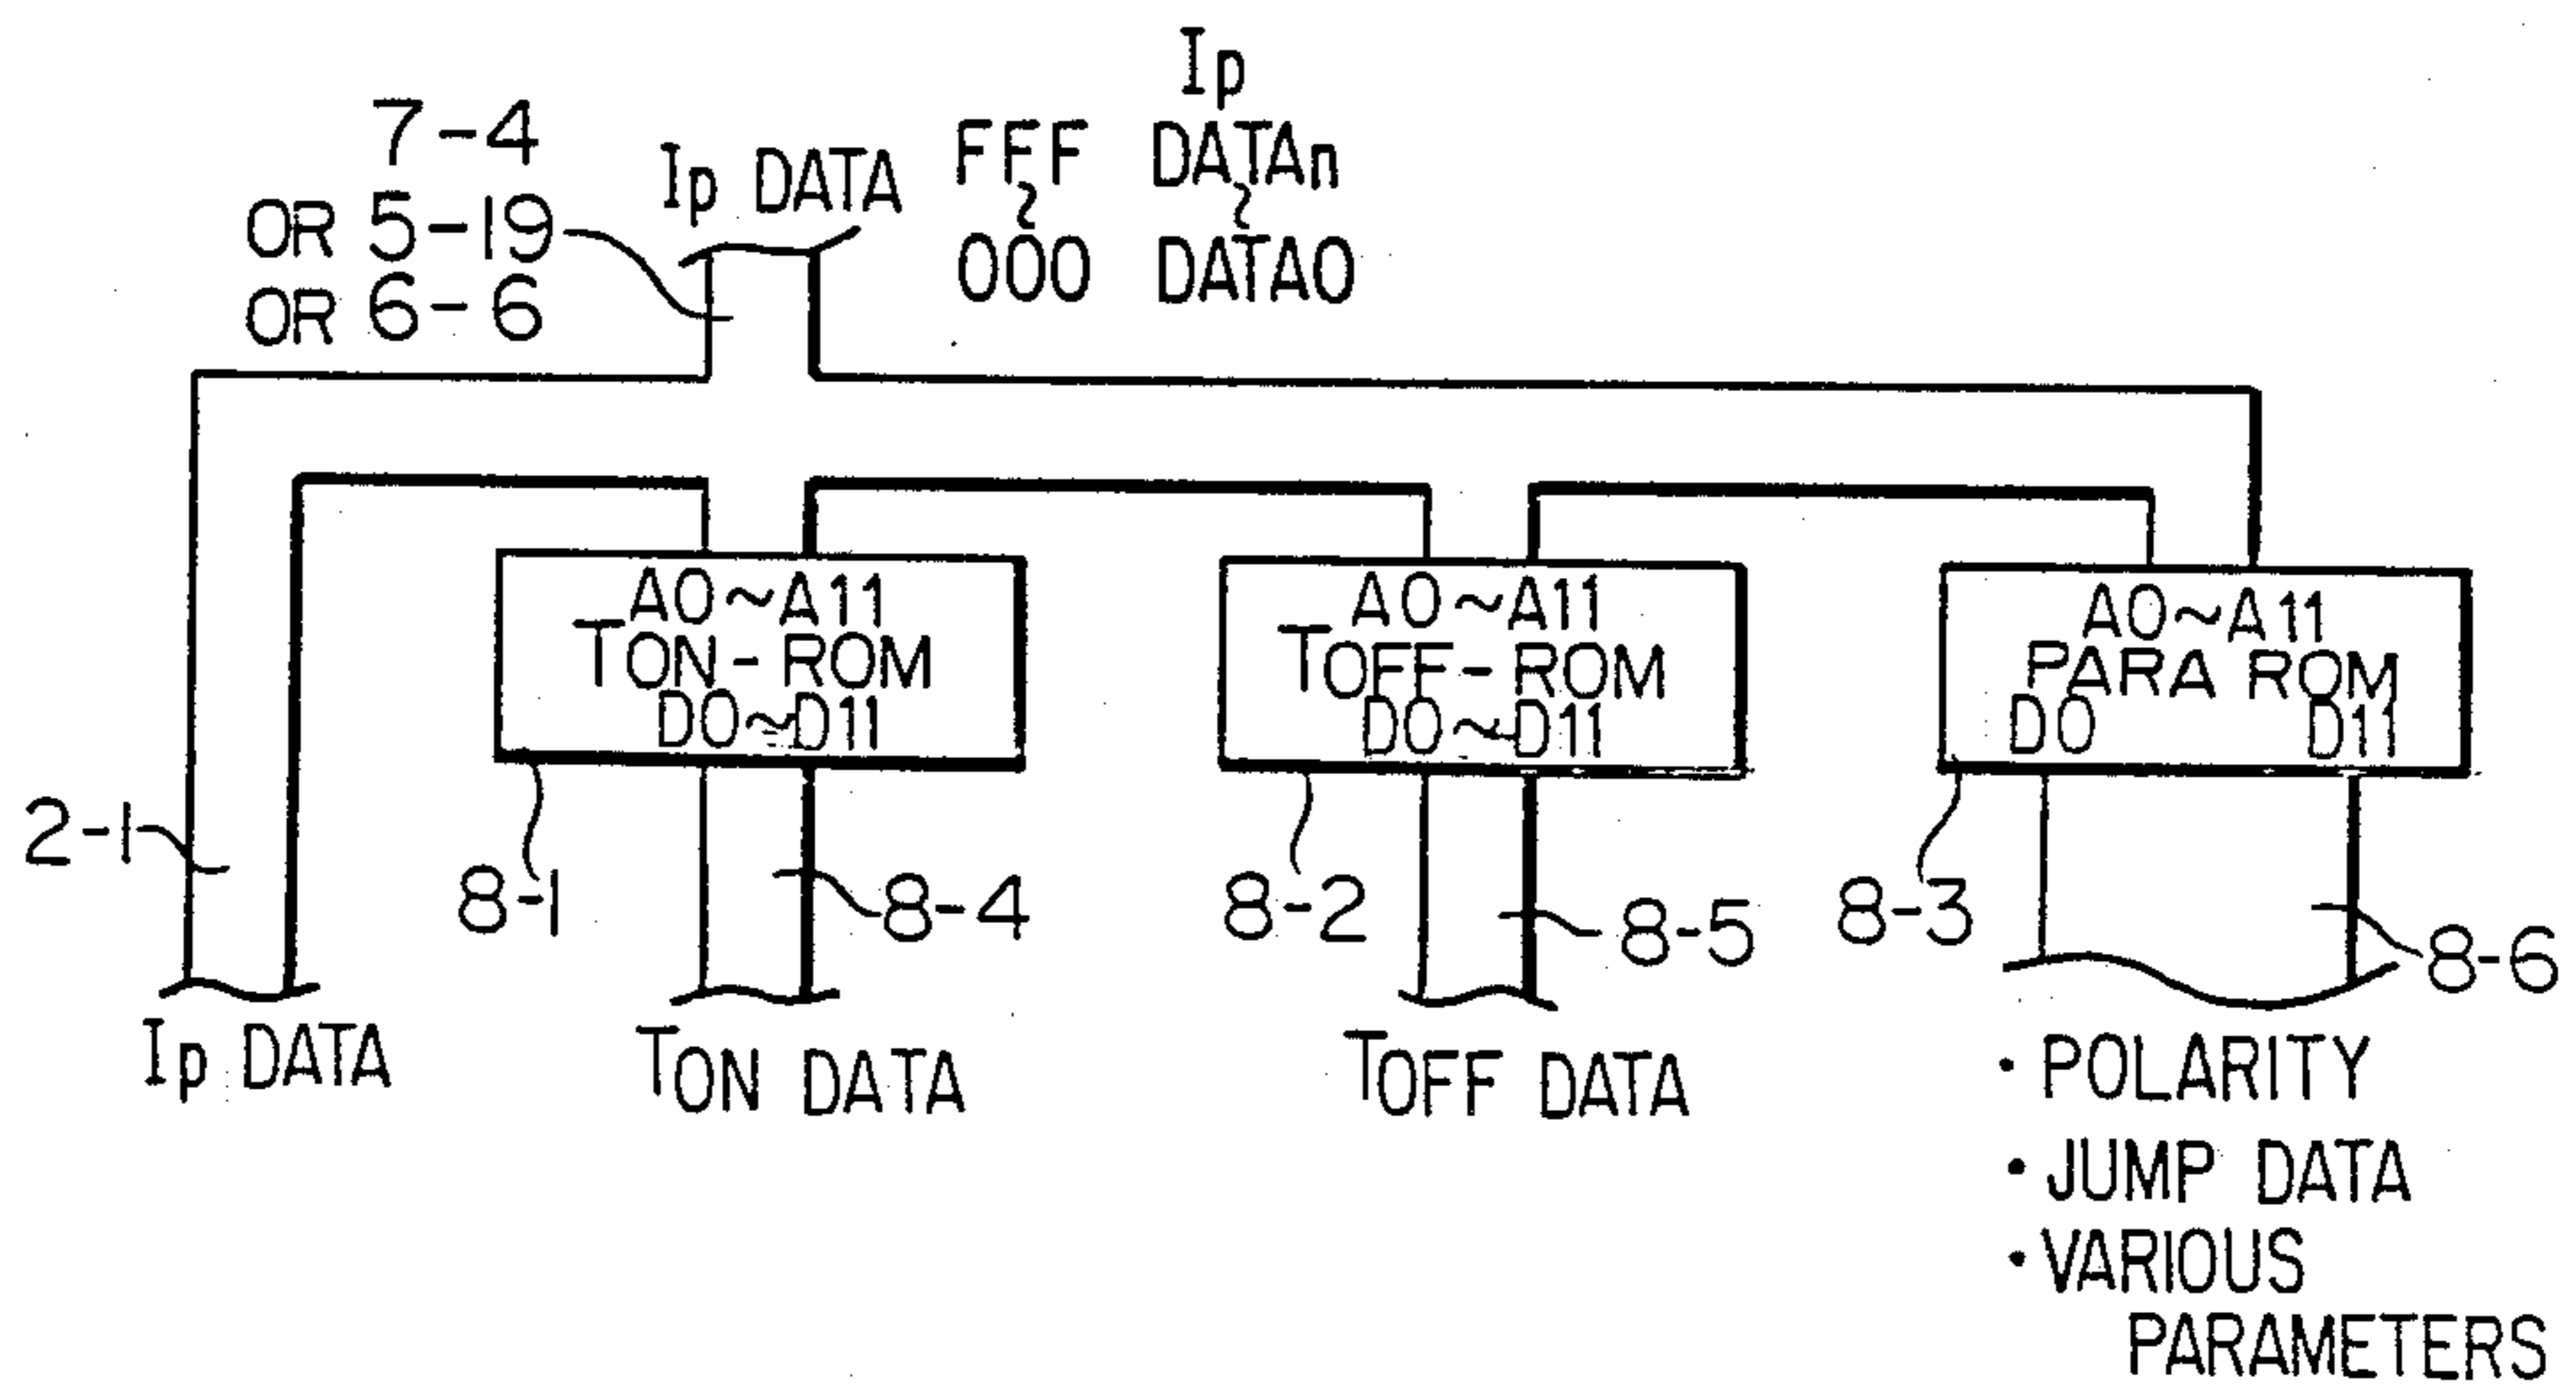 7-4
OR 5-19
OR 6-6
Ip DATA
Ip
FFF DATAn
~ ~
000 DATA0
A0~A11
TON-ROM
D0~D11
A0~A11
TOFF-ROM
D0~D11
A0~A11
PARA ROM
D0 D11
2-1
8-1
8-4
8-2
8-5
8-3
8-6
Ip DATA
TON DATA
TOFF DATA
· POLARITY
· JUMP DATA
· VARIOUS
PARAMETERS